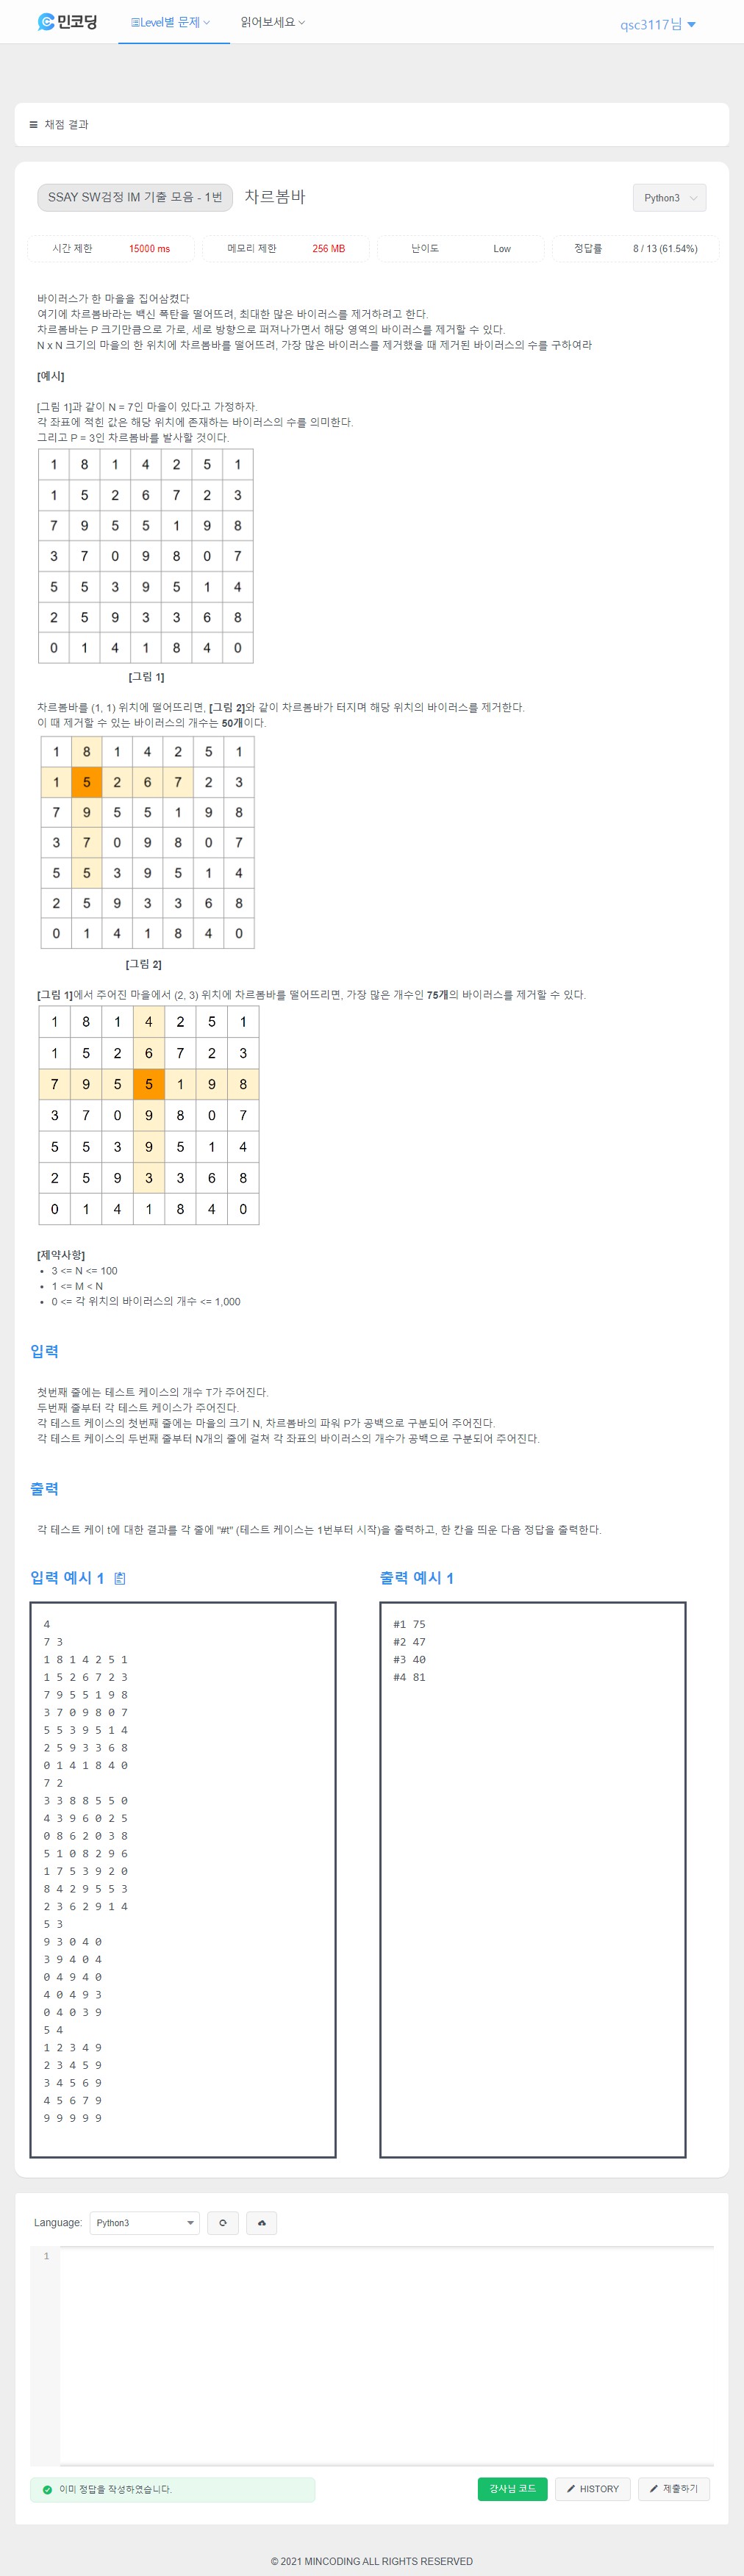 민코딩
Level별 문제
읽어보세요
qsc3117님
채점 결과
SSAY SW검정 IM 기출 모음 - 1번
차르봄바
Python3
시간 제한 15000 ms
메모리 제한 256 MB
난이도 Low
정답률 8 / 13 (61.54%)
바이러스가 한 마을을 집어삼켰다
여기에 차르봄바라는 백신 폭탄을 떨어뜨려, 최대한 많은 바이러스를 제거하려고 한다.
차르봄바는 P 크기만큼으로 가로, 세로 방향으로 퍼져나가면서 해당 영역의 바이러스를 제거할 수 있다.
N x N 크기의 마을의 한 위치에 차르봄바를 떨어뜨려, 가장 많은 바이러스를 제거했을 때 제거된 바이러스의 수를 구하여라
[예시]
[그림 1]과 같이 N = 7인 마을이 있다고 가정하자.
각 좌표에 적힌 값은 해당 위치에 존재하는 바이러스의 수를 의미한다.
그리고 P = 3인 차르봄바를 발사할 것이다.
1 8 1 4 2 5 1
1 5 2 6 7 2 3
7 9 5 5 1 9 8
3 7 0 9 8 0 7
5 5 3 9 5 1 4
2 5 9 3 3 6 8
0 1 4 1 8 4 0
[그림 1]
차르봄바를 (1, 1) 위치에 떨어뜨리면, [그림 2]와 같이 차르봄바가 터지며 해당 위치의 바이러스를 제거한다.
이 때 제거할 수 있는 바이러스의 개수는 50개이다.
1 8 1 4 2 5 1
1 5 2 6 7 2 3
7 9 5 5 1 9 8
3 7 0 9 8 0 7
5 5 3 9 5 1 4
2 5 9 3 3 6 8
0 1 4 1 8 4 0
[그림 2]
[그림 1]에서 주어진 마을에서 (2, 3) 위치에 차르봄바를 떨어뜨리면, 가장 많은 개수인 75개의 바이러스를 제거할 수 있다.
1 8 1 4 2 5 1
1 5 2 6 7 2 3
7 9 5 5 1 9 8
3 7 0 9 8 0 7
5 5 3 9 5 1 4
2 5 9 3 3 6 8
0 1 4 1 8 4 0
[제약사항]
• 3 <= N <= 100
• 1 <= M < N
• 0 <= 각 위치의 바이러스의 개수 <= 1,000
입력
첫번째 줄에는 테스트 케이스의 개수 T가 주어진다.
두번째 줄부터 각 테스트 케이스가 주어진다.
각 테스트 케이스의 첫번째 줄에는 마을의 크기 N, 차르봄바의 파워 P가 공백으로 구분되어 주어진다.
각 테스트 케이스의 두번째 줄부터 N개의 줄에 걸쳐 각 좌표의 바이러스의 개수가 공백으로 구분되어 주어진다.
출력
각 테스트 케이 t에 대한 결과를 각 줄에 "#t" (테스트 케이스는 1번부터 시작)을 출력하고, 한 칸을 띄운 다음 정답을 출력한다.
입력 예시 1
4
7 3
1 8 1 4 2 5 1
1 5 2 6 7 2 3
7 9 5 5 1 9 8
3 7 0 9 8 0 7
5 5 3 9 5 1 4
2 5 9 3 3 6 8
0 1 4 1 8 4 0
7 2
3 3 8 8 5 5 0
4 3 9 6 0 2 5
0 8 6 2 0 3 8
5 1 0 8 2 9 6
1 7 5 3 9 2 0
8 4 2 9 5 5 3
2 3 6 2 9 1 4
5 3
9 3 0 4 0
3 9 4 0 4
0 4 9 4 0
4 0 4 9 3
0 4 0 3 9
5 4
1 2 3 4 9
2 3 4 5 9
3 4 5 6 9
4 5 6 7 9
9 9 9 9 9
출력 예시 1
#1 75
#2 47
#3 40
#4 81
Language: Python3
1
이미 정답을 작성하였습니다.
강사님 코드
HISTORY
제출하기
© 2021 MINCODING ALL RIGHTS RESERVED